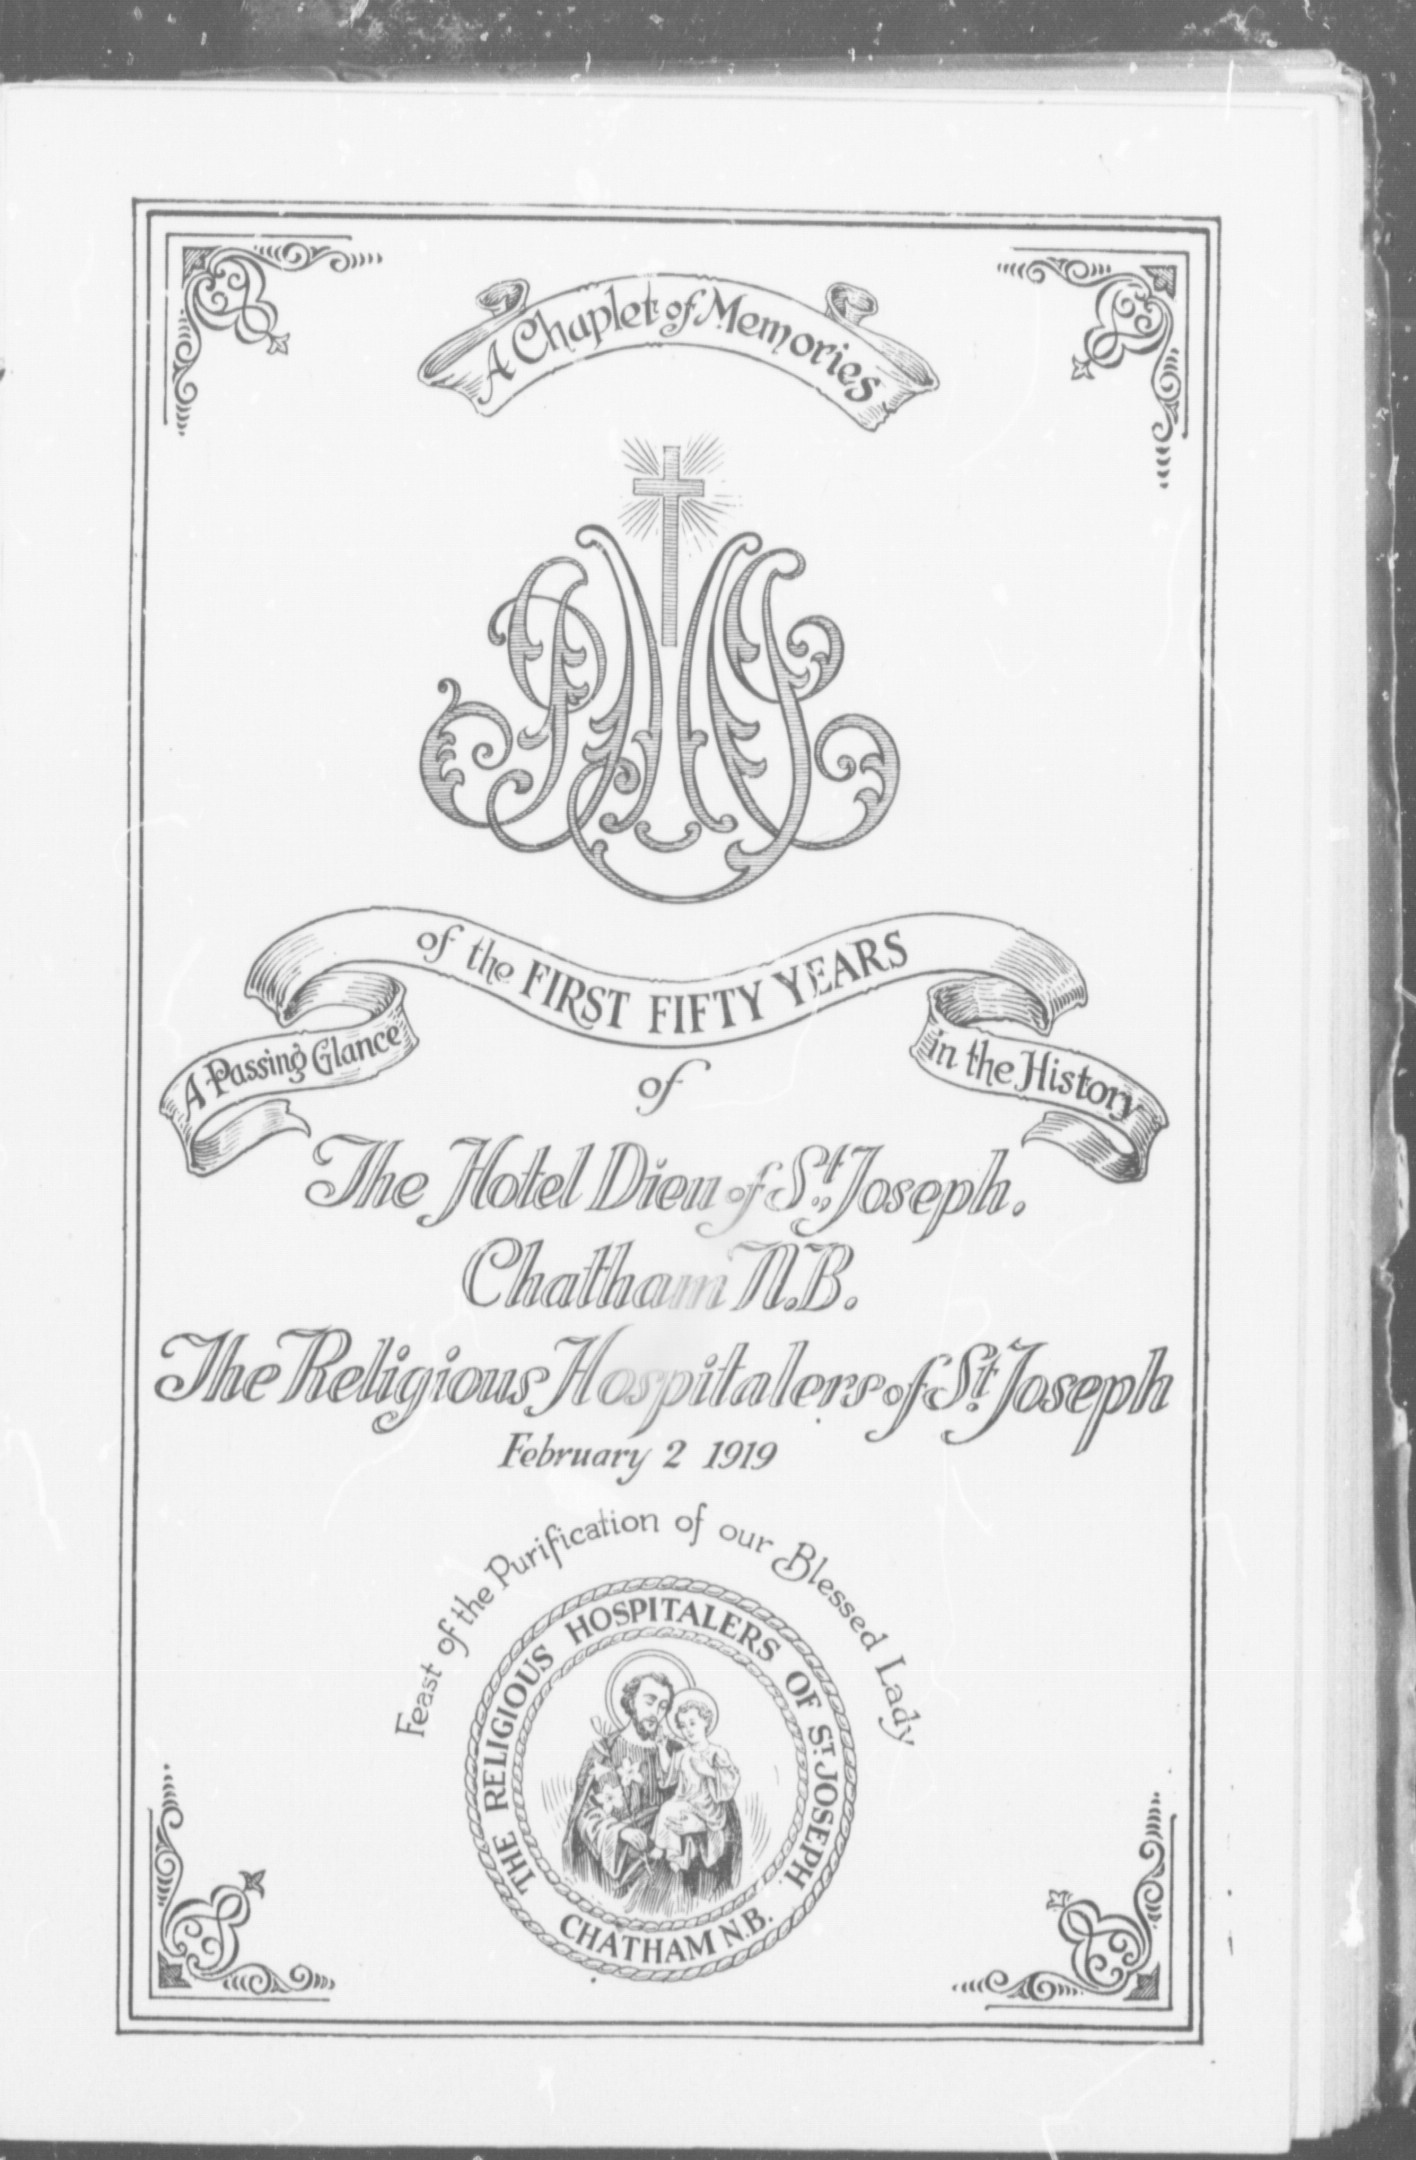 A Chaplet of Memories
A Passing Glance
of the FIRST FIFTY YEARS
in the History
of
The Hotel Dieu of St. Joseph.
Chatham N.B.
The Religious Hospitalers of St. Joseph
February 2 1919
Feast of the Purification of our Blessed Lady
THE RELIGIOUS HOSPITALERS OF ST. JOSEPH.
CHATHAM N.B.